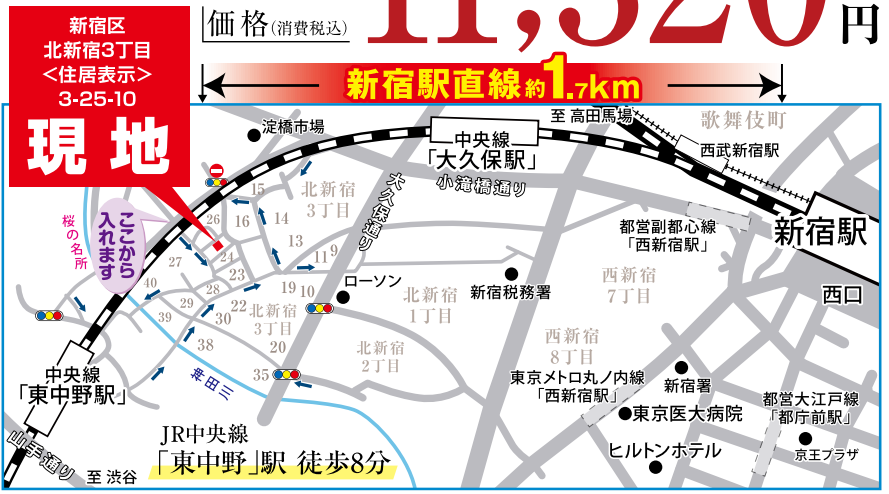 価格(消費税込)
11,520円
新宿区
北新宿3丁目
<住居表示>
3-25-10
現地
新宿駅直線約1.7km
至 高田馬場
歌舞伎町
淀橋市場
中央線
「大久保駅」
西武新宿駅
小滝橋通り
大久保通り
北新宿
3丁目
15
26
16
14
13
桜の名所
ここから
入れます
都営副都心線
「西新宿駅」
新宿駅
西口
27
24
23
11
9
40
28
19
10
ローソン
新宿税務署
西新宿
7丁目
29
22
39
30
北新宿
3丁目
北新宿
1丁目
38
20
北新宿
2丁目
西新宿
8丁目
35
中央線
「東中野駅」
東京メトロ丸ノ内線
「西新宿駅」
新宿署
都営大江戸線
「都庁前駅」
東京医大病院
山手通り
至 渋谷
JR中央線
「東中野」駅 徒歩8分
ヒルトンホテル
京王プラザ